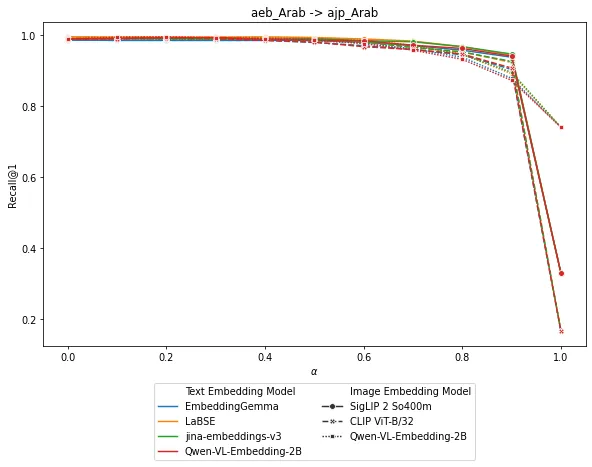 aeb_Arab -> ajp_Arab
1.0
0.8
0.6
0.4
0.2
Recall@1
0.0 0.2 0.4 0.6 0.8 1.0
α
Text Embedding Model
EmbeddingGemma
LaBSE
jina-embeddings-v3
Qwen-VL-Embedding-2B
Image Embedding Model
SigLIP 2 So400m
CLIP ViT-B/32
Qwen-VL-Embedding-2B